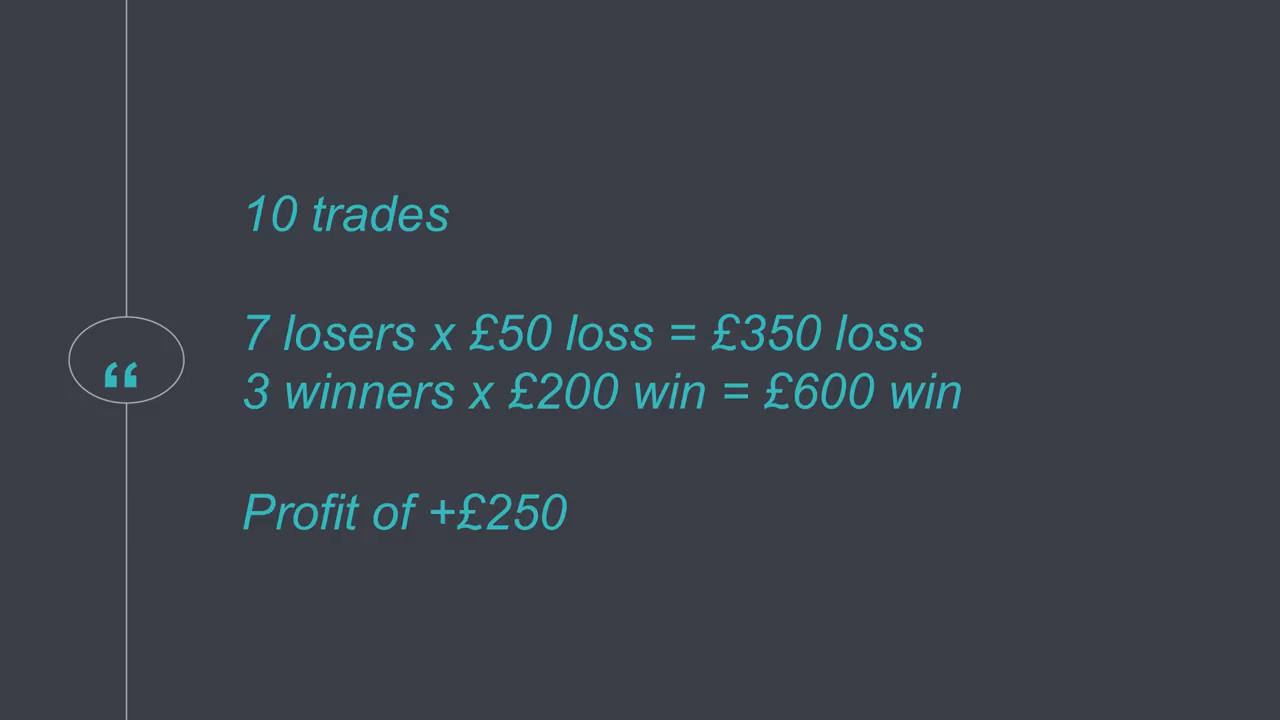 10 trades
7 losers x £50 loss = £350 loss
3 winners x £200 win = £600 win
“
Profit of +£250